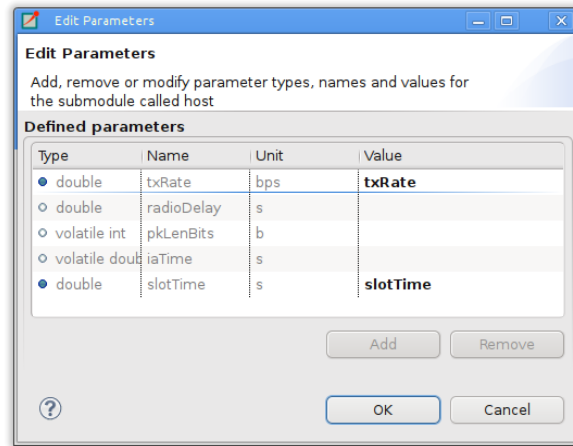 Edit Parameters
Edit Parameters
Add, remove or modify parameter types, names and values for
the submodule called host
Defined parameters
Type Name Unit Value
double txRate bps txRate
double radioDelay s
volatile int pkLenBits b
volatile doub iaTime s
double slotTime s slotTime
Add Remove
? OK Cancel